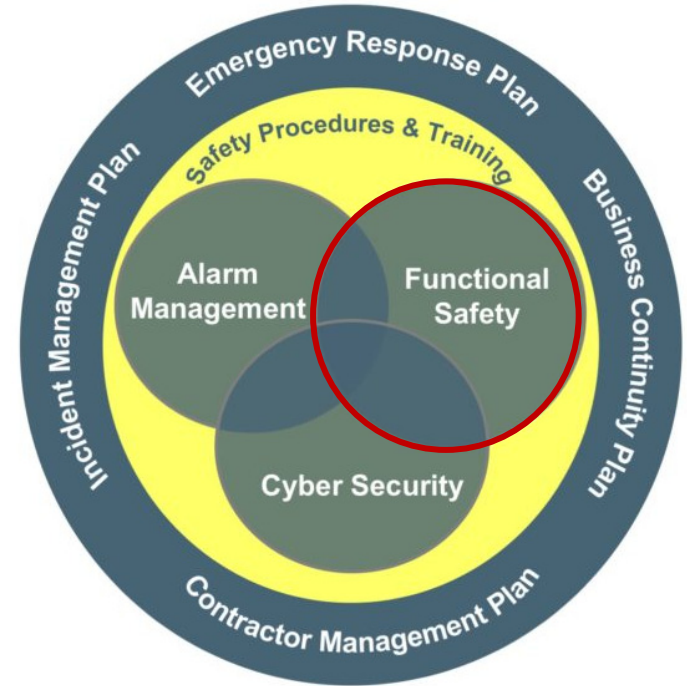 Emergency Response Plan
Safety Procedures & Training
Incident Management Plan
Business Continuity Plan
Alarm
Management
Functional
Safety
Cyber Security
Contractor Management Plan